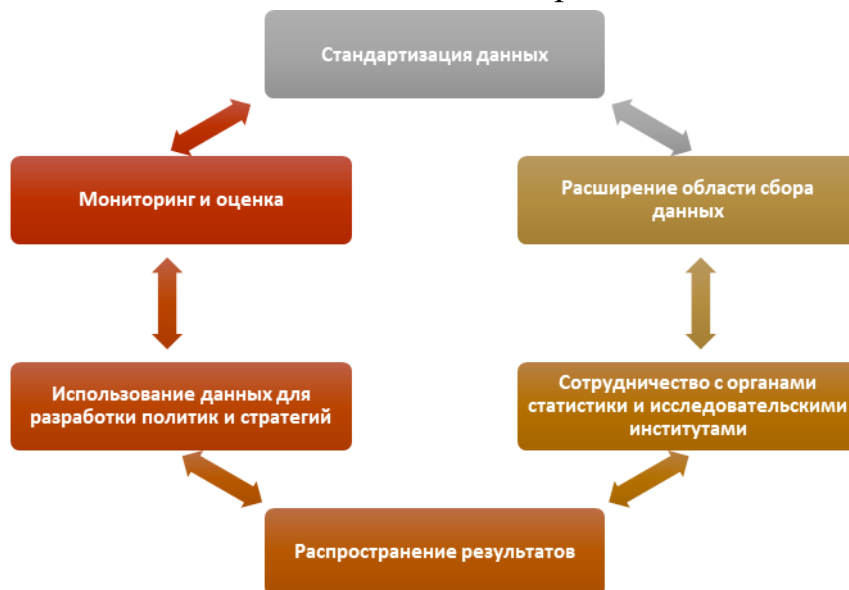 Стандартизация данных
Мониторинг и оценка
Расширение области сбора
данных
Использование данных для
разработки политик и стратегий
Сотрудничество с органами
статистики и исследовательскими
институтами
Распространение результатов